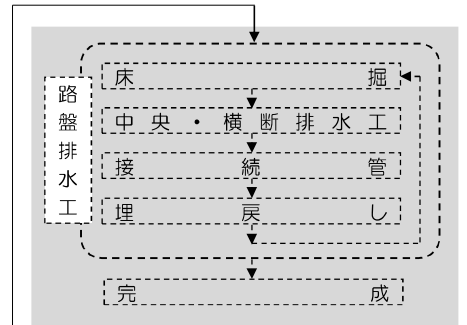 路盤排水工
床掘
中央・横断排水工
接続管
埋戻し
完成